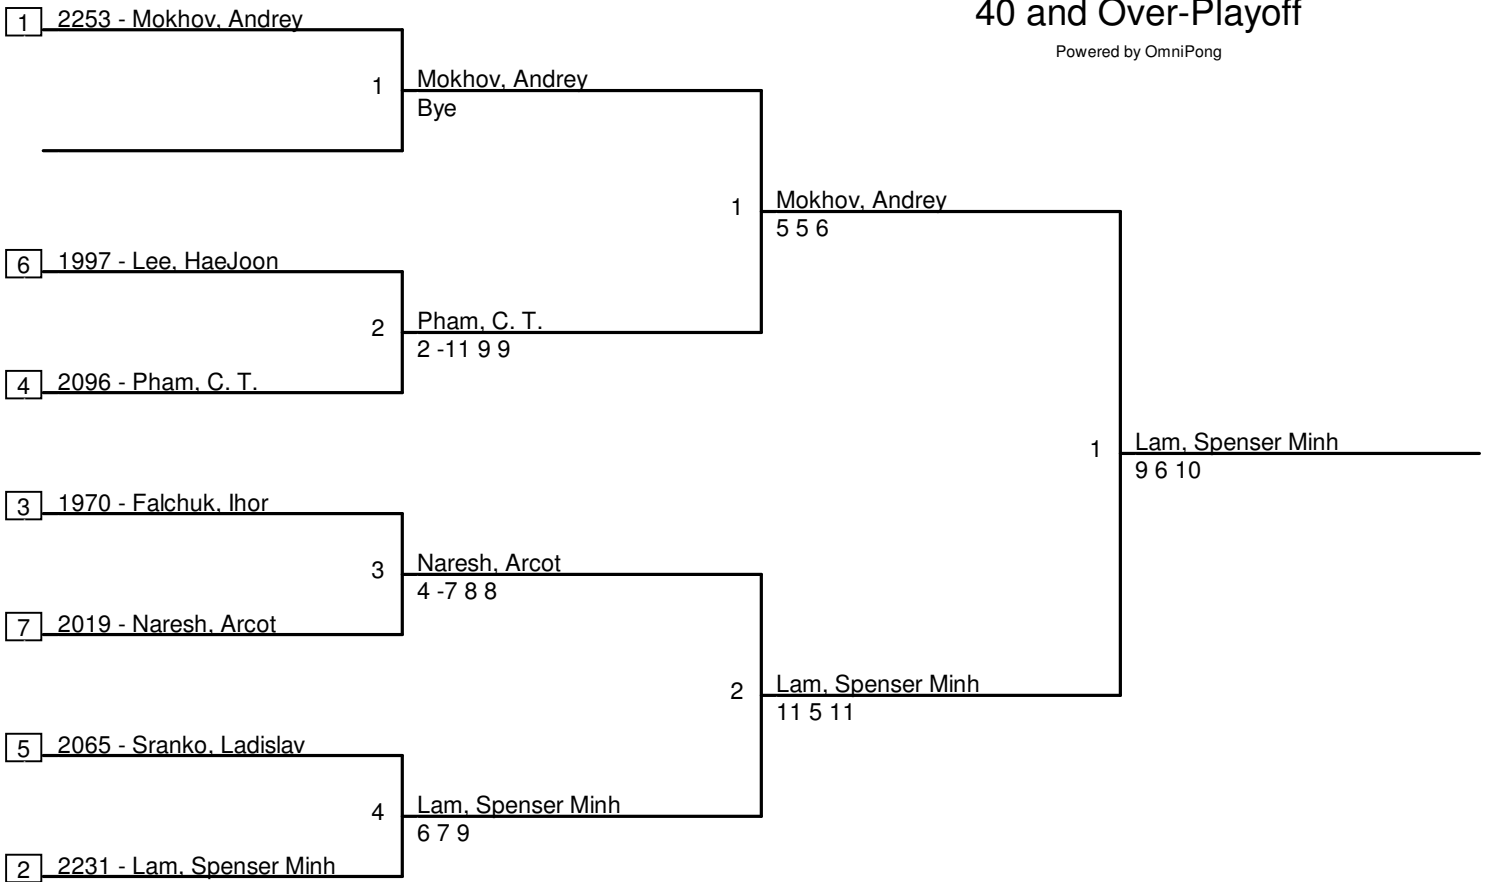 40 and Over-Playoff
Powered by OmniPong
1 2253 - Mokhov, Andrey
1 Mokhov, Andrey
Bye
1 Mokhov, Andrey
5 5 6
6 1997 - Lee, HaeJoon
2 Pham, C. T.
2 -11 9 9
4 2096 - Pham, C. T.
1 Lam, Spenser Minh
9 6 10
3 1970 - Falchuk, Ihor
3 Naresh, Arcot
4 -7 8 8
7 2019 - Naresh, Arcot
2 Lam, Spenser Minh
11 5 11
5 2065 - Sranko, Ladislav
4 Lam, Spenser Minh
6 7 9
2 2231 - Lam, Spenser Minh